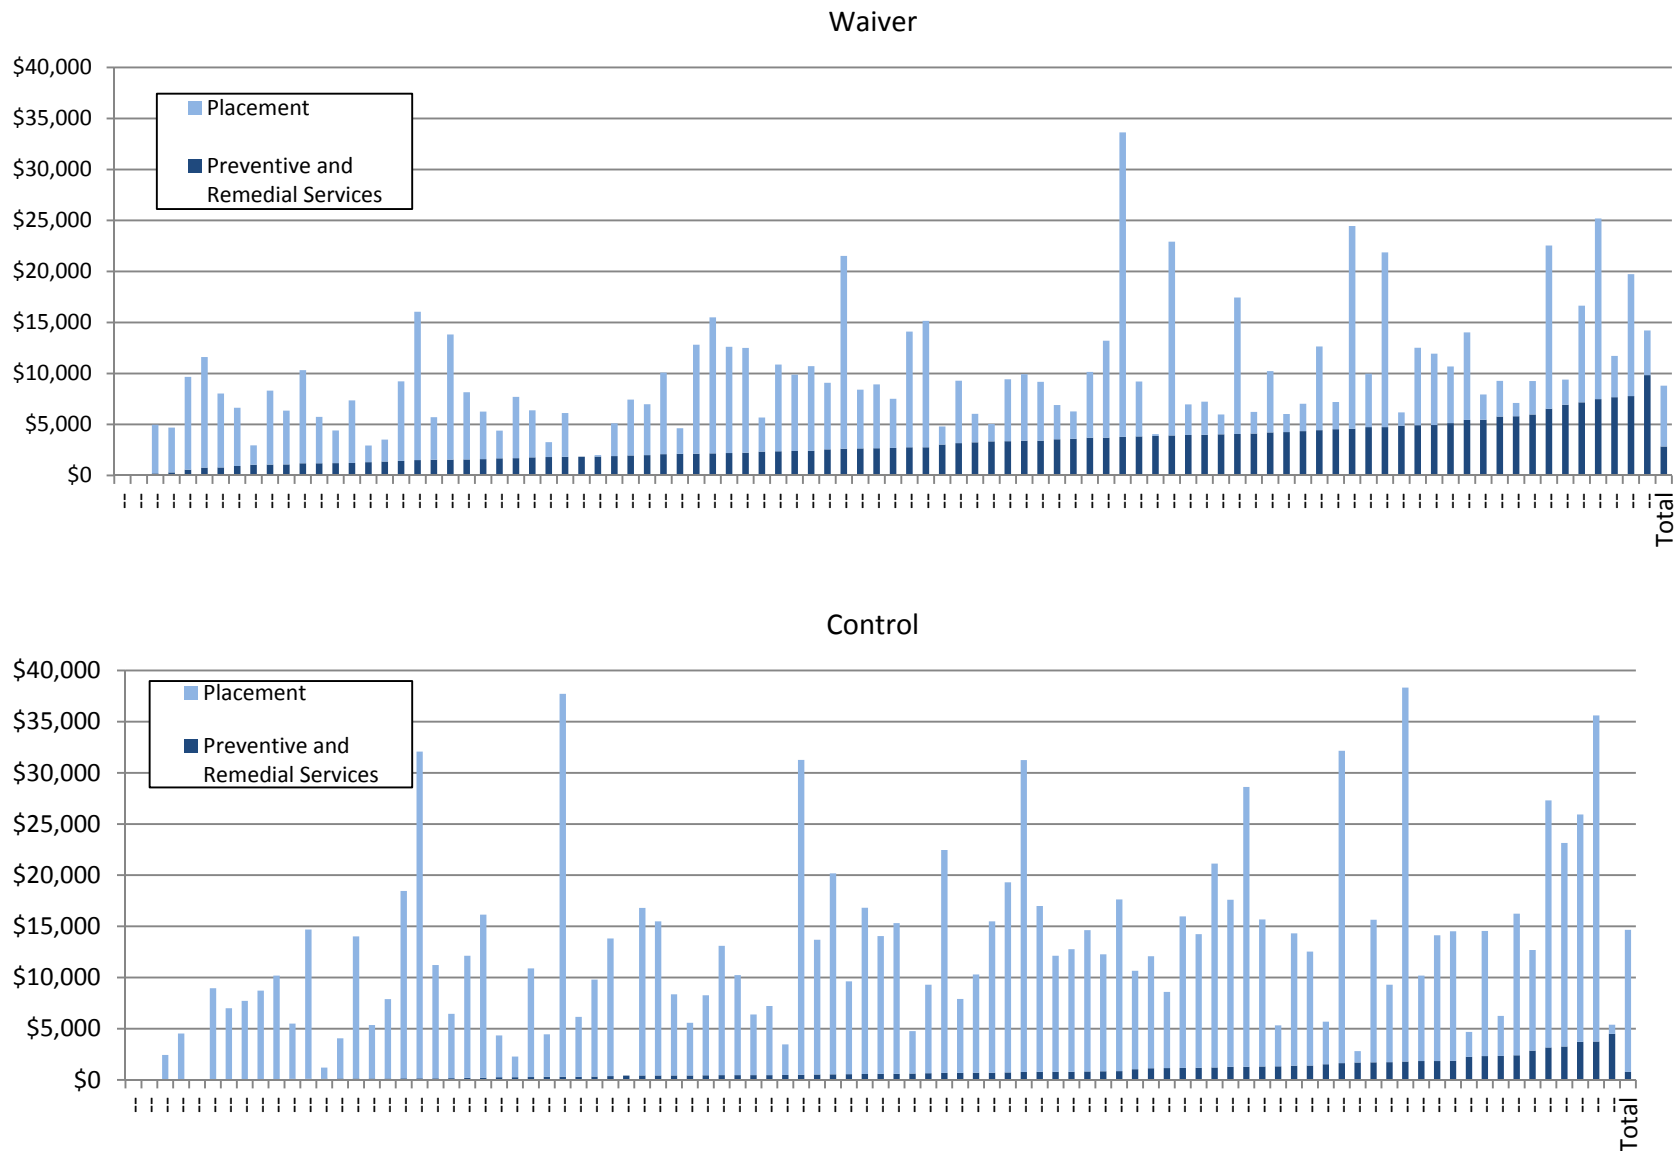 Waiver
$40,000
$35,000
$30,000
$25,000
$20,000
$15,000
$10,000
$5,000
$0
Placement
Preventive and
Remedial Services
Total
Control
$40,000
$35,000
$30,000
$25,000
$20,000
$15,000
$10,000
$5,000
$0
Placement
Preventive and
Remedial Services
Total